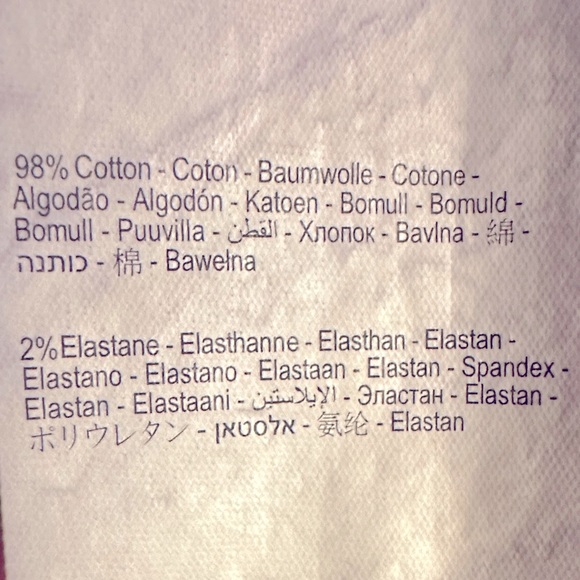 98% Cotton - Coton - Baumwolle - Cotone -
Algodão - Algodón - Katoen - Bomull - Bomuld -
Bomull - Puuvilla - القطن - Хлопок - Bavlna - 綿 -
כותנה - 棉 - Bawełna
2% Elastane - Elasthanne - Elasthan - Elastan -
Elastano - Elastano - Elastaan - Elastan - Spandex -
Elastan - Elastaani - الإيلاستين - Эластан - Elastan -
ポリウレタン - אלסטאן - 氨纶 - Elastan